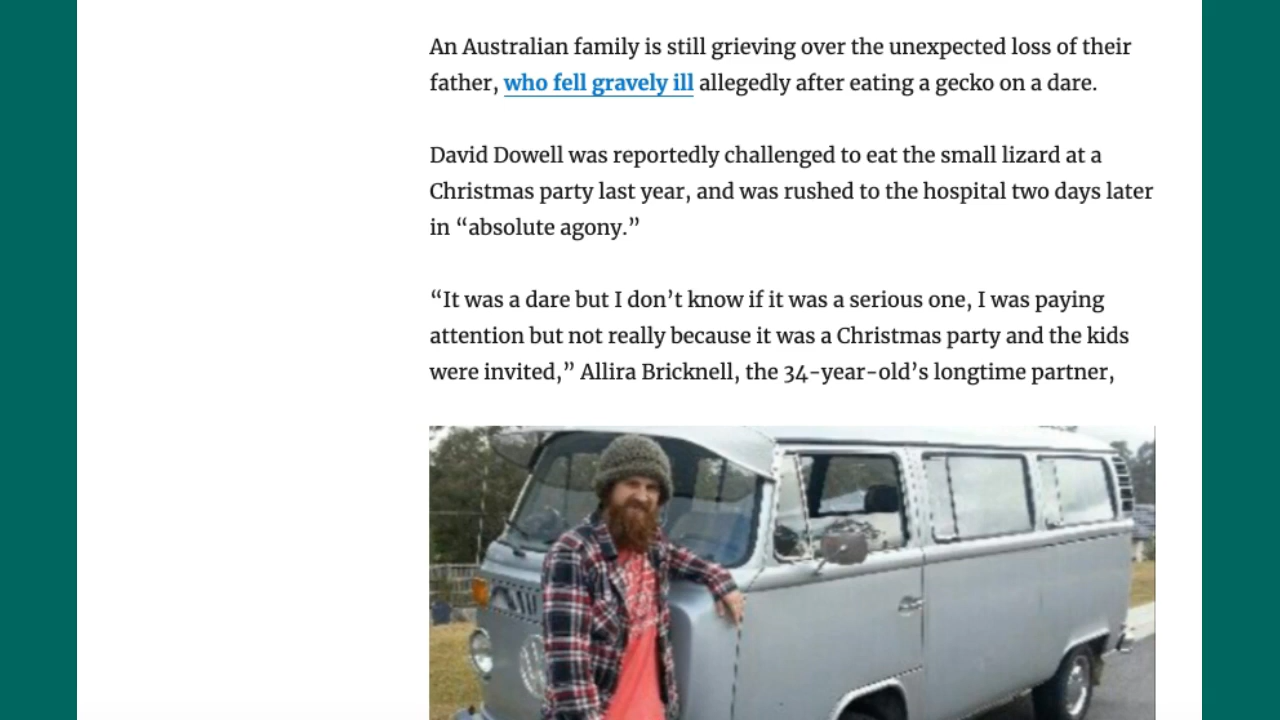 An Australian family is still grieving over the unexpected loss of their
father, who fell gravely ill allegedly after eating a gecko on a dare.
David Dowell was reportedly challenged to eat the small lizard at a
Christmas party last year, and was rushed to the hospital two days later
in “absolute agony.”
“It was a dare but I don’t know if it was a serious one, I was paying
attention but not really because it was a Christmas party and the kids
were invited,” Allira Bricknell, the 34-year-old’s longtime partner,